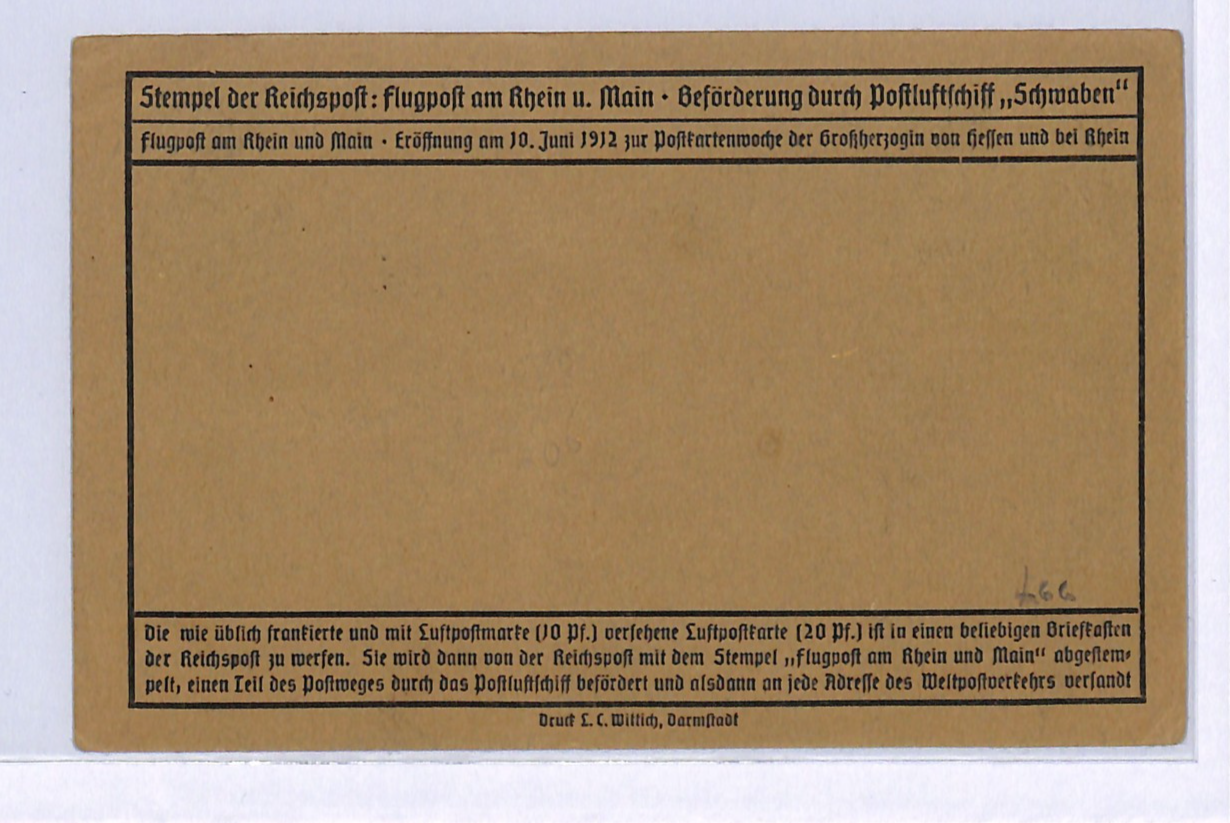 Stempel der Reichspost: Flugpost am Rhein u. Main · Beförderung durch Postluftschiff „Schwaben“
Flugpost am Rhein und Main · Eröffnung am 10. Juni 1912 zur Postkartenwoche der Großherzogin von Hessen und bei Rhein
Die wie üblich frankierte und mit Luftpostmarke (10 Pf.) versehene Luftpostkarte (20 Pf.) ist in einen beliebigen Briefkasten
der Reichspost zu werfen. Sie wird dann von der Reichspost mit dem Stempel „Flugpost am Rhein und Main“ abgestem-
pelt, einen Teil des Postweges durch das Postluftschiff befördert und alsdann an jede Adresse des Weltpostverkehrs versandt
Druck L. C. Wittich, Darmstadt